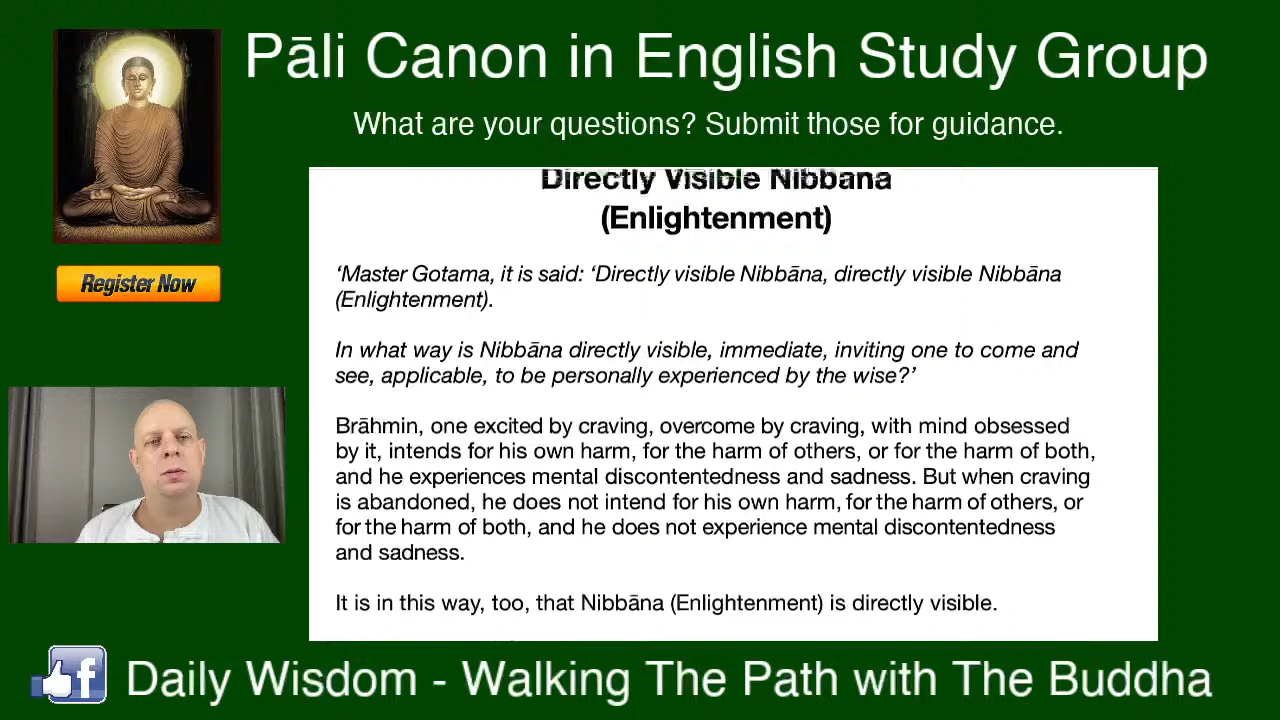 Pāli Canon in English Study Group
What are your questions? Submit those for guidance.
Register Now
Directly Visible Nibbāna
(Enlightenment)
‘Master Gotama, it is said: ‘Directly visible Nibbāna, directly visible Nibbāna
(Enlightenment).
In what way is Nibbāna directly visible, immediate, inviting one to come and
see, applicable, to be personally experienced by the wise?’
Brāhmin, one excited by craving, overcome by craving, with mind obsessed
by it, intends for his own harm, for the harm of others, or for the harm of both,
and he experiences mental discontentedness and sadness. But when craving
is abandoned, he does not intend for his own harm, for the harm of others, or
for the harm of both, and he does not experience mental discontentedness
and sadness.
It is in this way, too, that Nibbāna (Enlightenment) is directly visible.
f
Daily Wisdom - Walking The Path with The Buddha